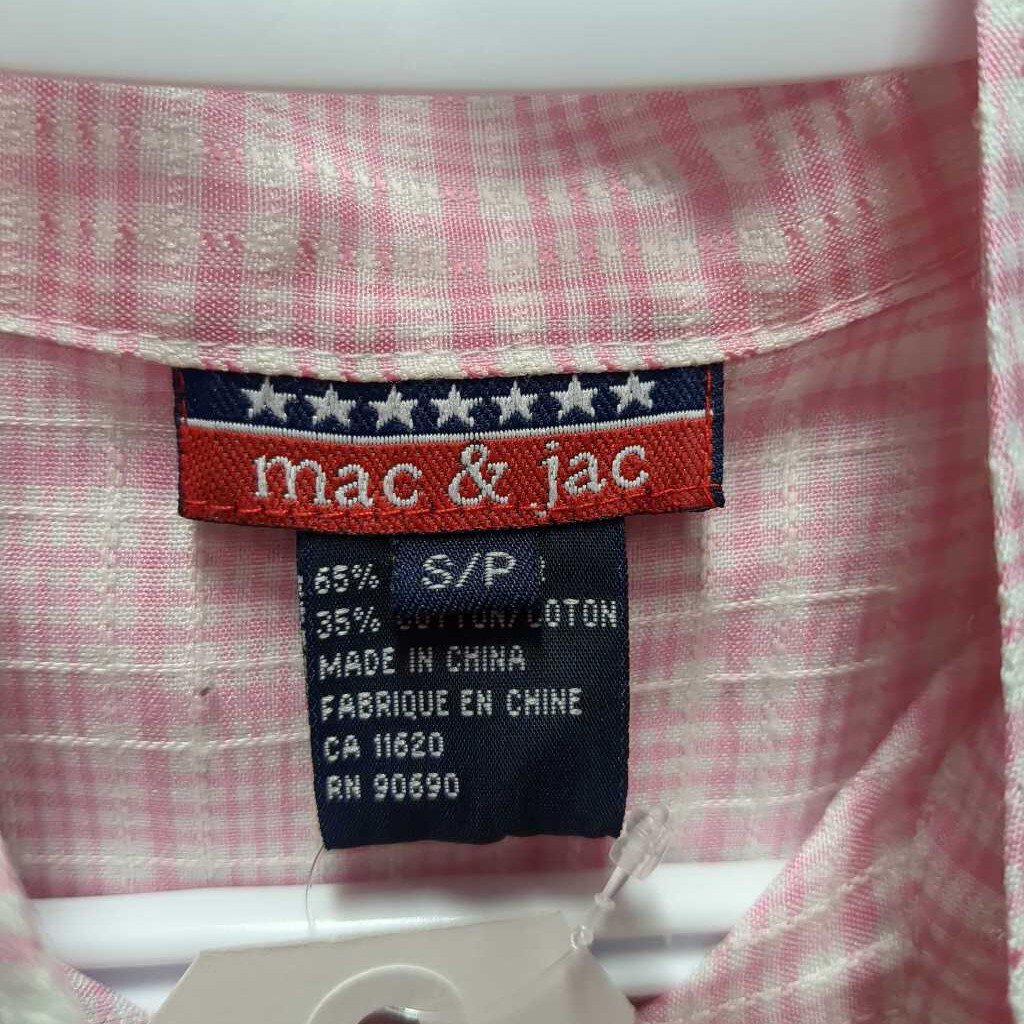 mac & jac
S/P
65%
35% COTTON/COTON
MADE IN CHINA
FABRIQUE EN CHINE
CA 11620
RN 90690